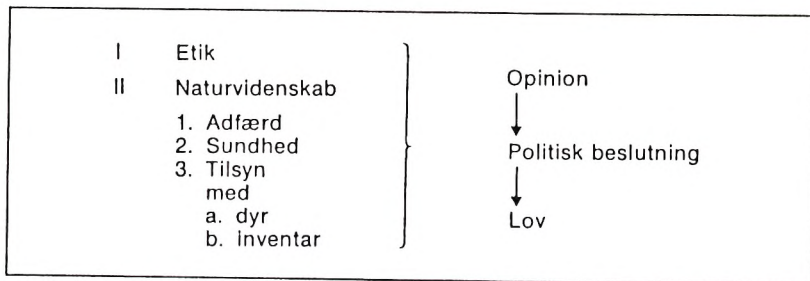 I Etik
II Naturvidenskab
1. Adfærd
2. Sundhed
3. Tilsyn
med
a. dyr
b. inventar
Opinion
Politisk beslutning
Lov